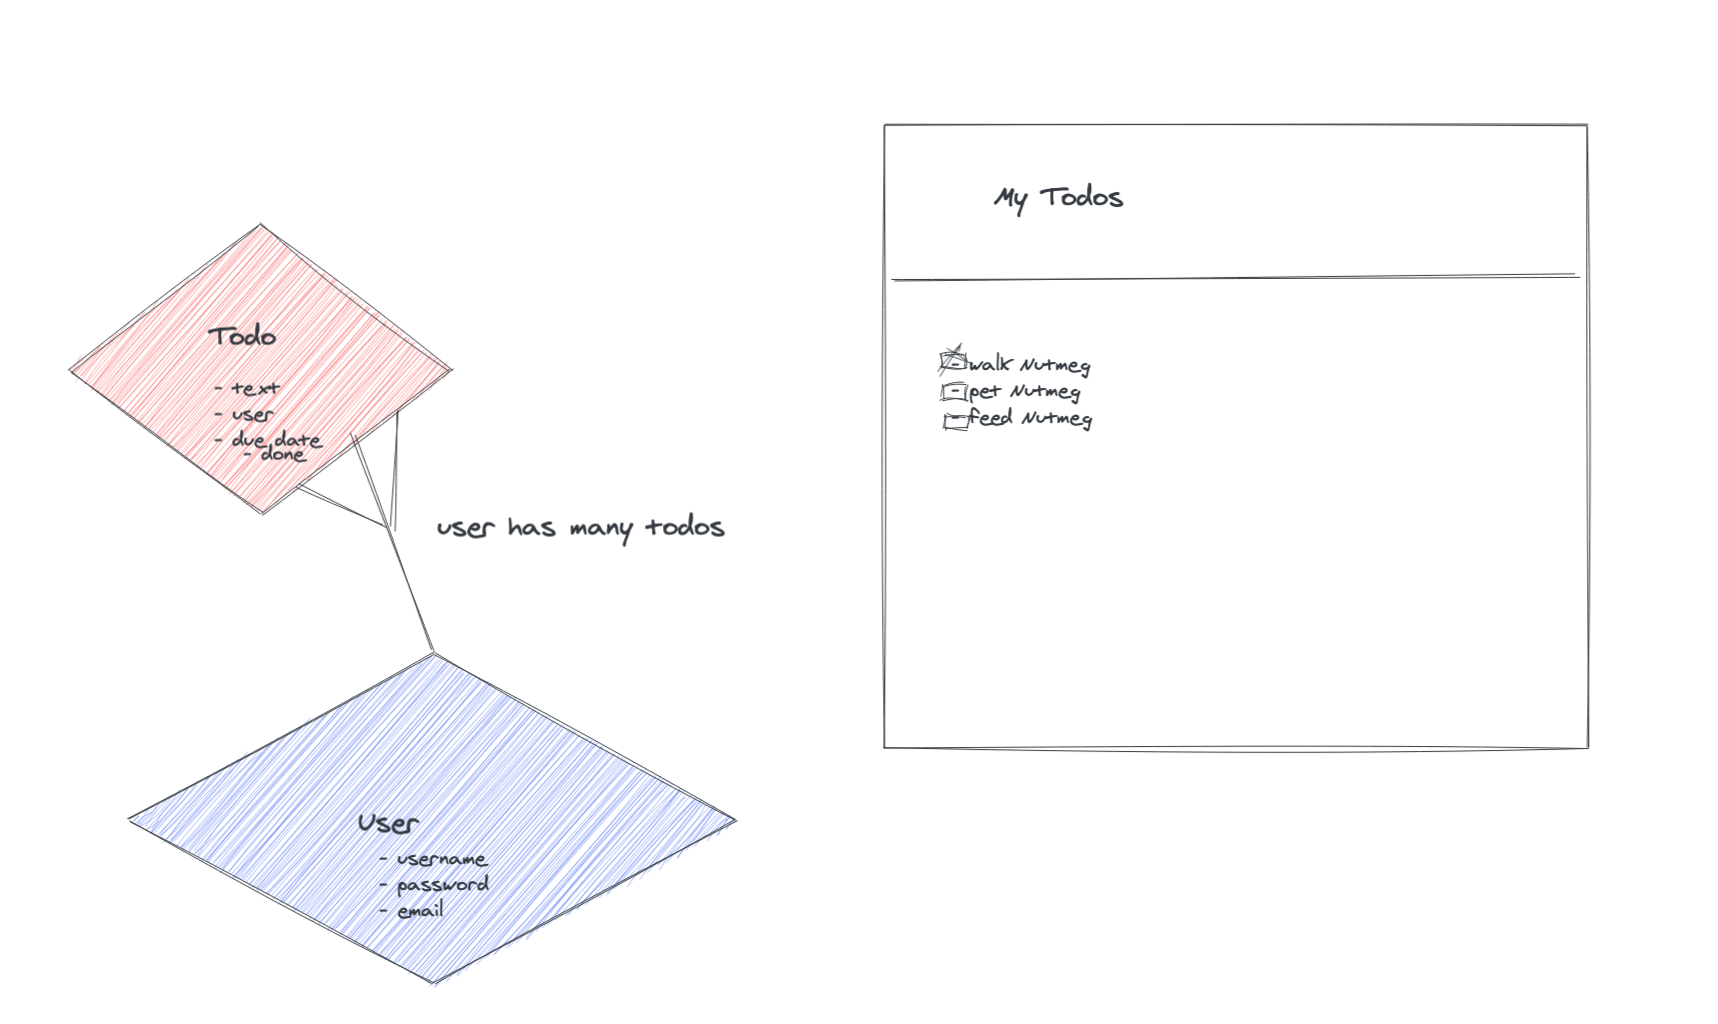 My Todos
Todo
- text
- user
- due date
- done
walk Nutmeg
pet Nutmeg
feed Nutmeg
user has many todos
User
- username
- password
- email